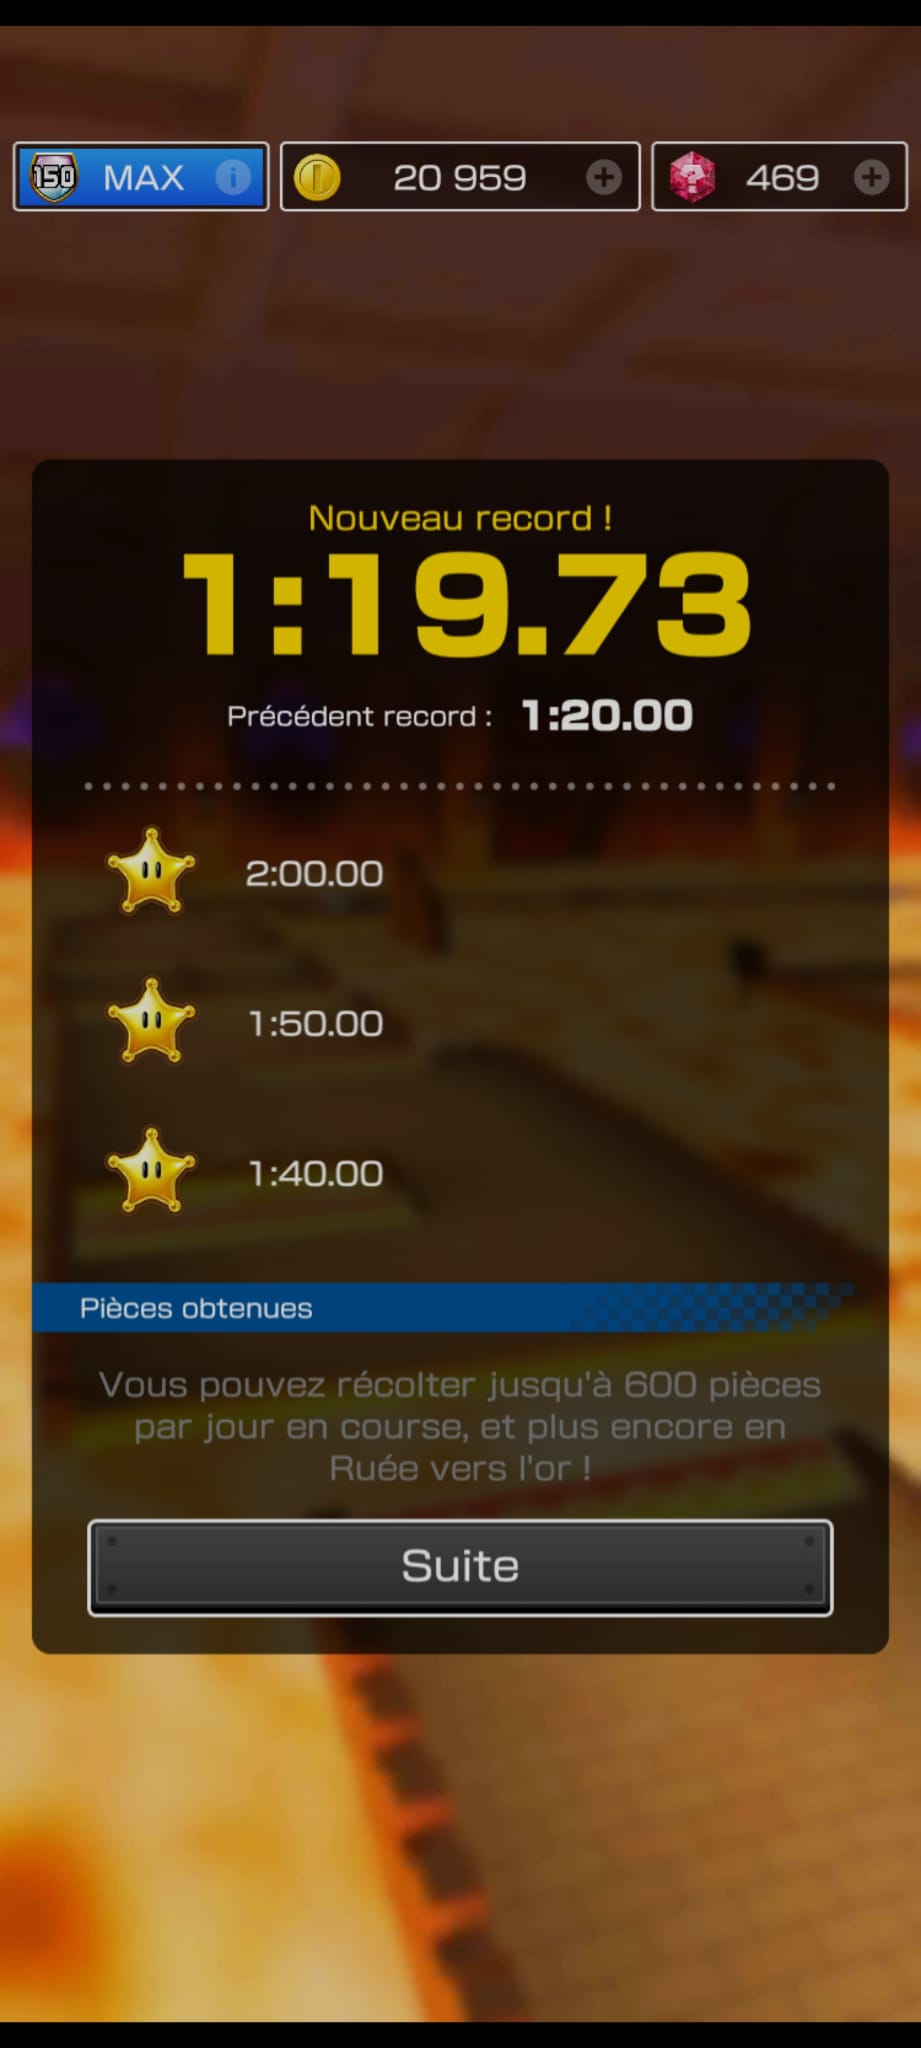 150 MAX i 20 959 + ? 469 +
Nouveau record !
1:19.73
Précédent record : 1:20.00
2:00.00
1:50.00
1:40.00
Pièces obtenues
Vous pouvez récolter jusqu'à 600 pièces
par jour en course, et plus encore en
Ruée vers l'or !
Suite